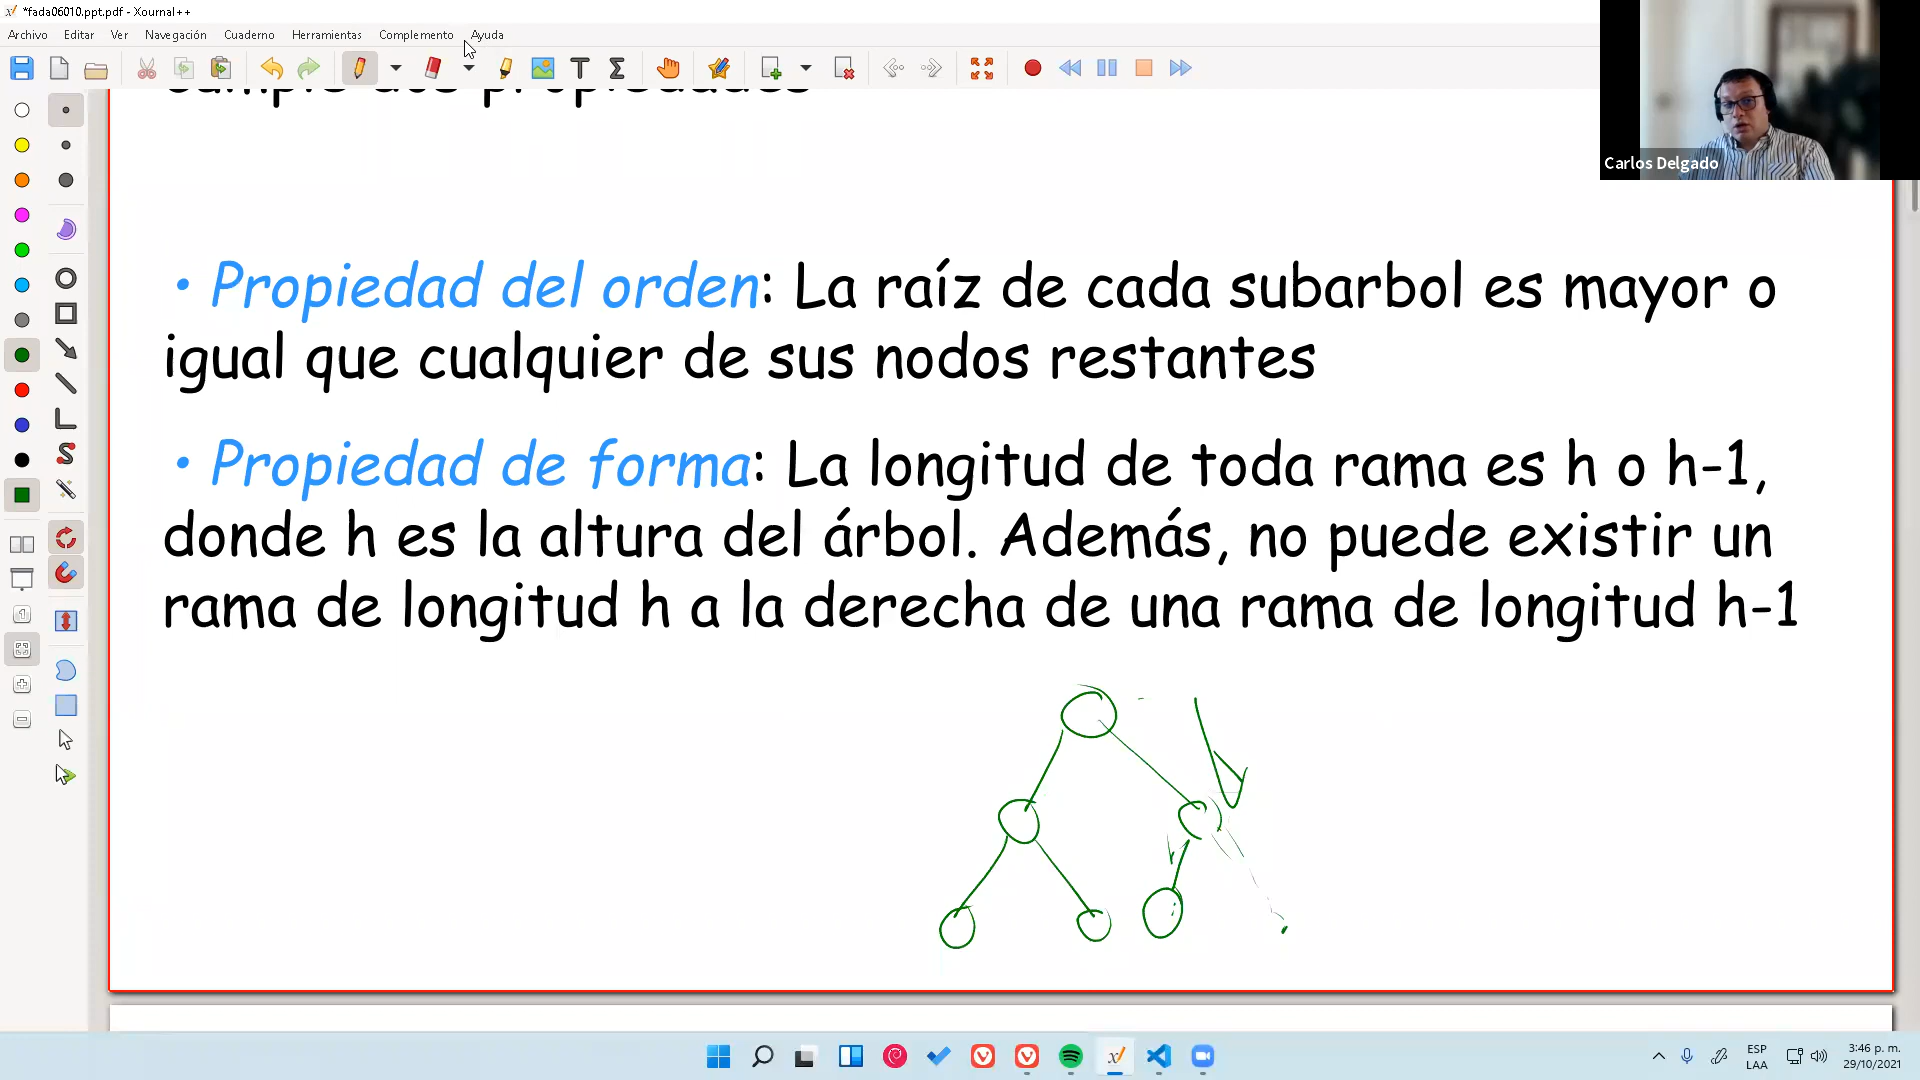 *fada06010.ppt.pdf - Xournal++
Archivo Editar Ver Navegación Cuaderno Herramientas Complemento Ayuda
Carlos Delgado
cumple dos propiedades
• Propiedad del orden: La raíz de cada subarbol es mayor o
igual que cualquier de sus nodos restantes
• Propiedad de forma: La longitud de toda rama es h o h-1,
donde h es la altura del árbol. Además, no puede existir un
rama de longitud h a la derecha de una rama de longitud h-1
ESP
LAA
3:46 p. m.
29/10/2021